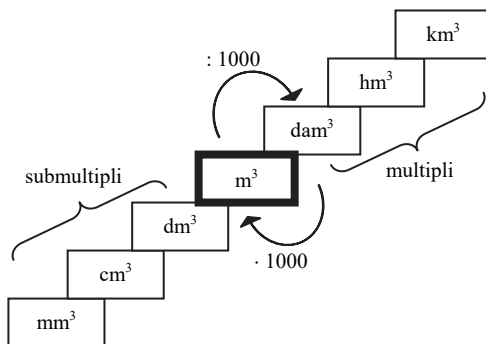 km³
: 1000
hm³
dam³
submultipli
m³
multipli
dm³
· 1000
cm³
mm³